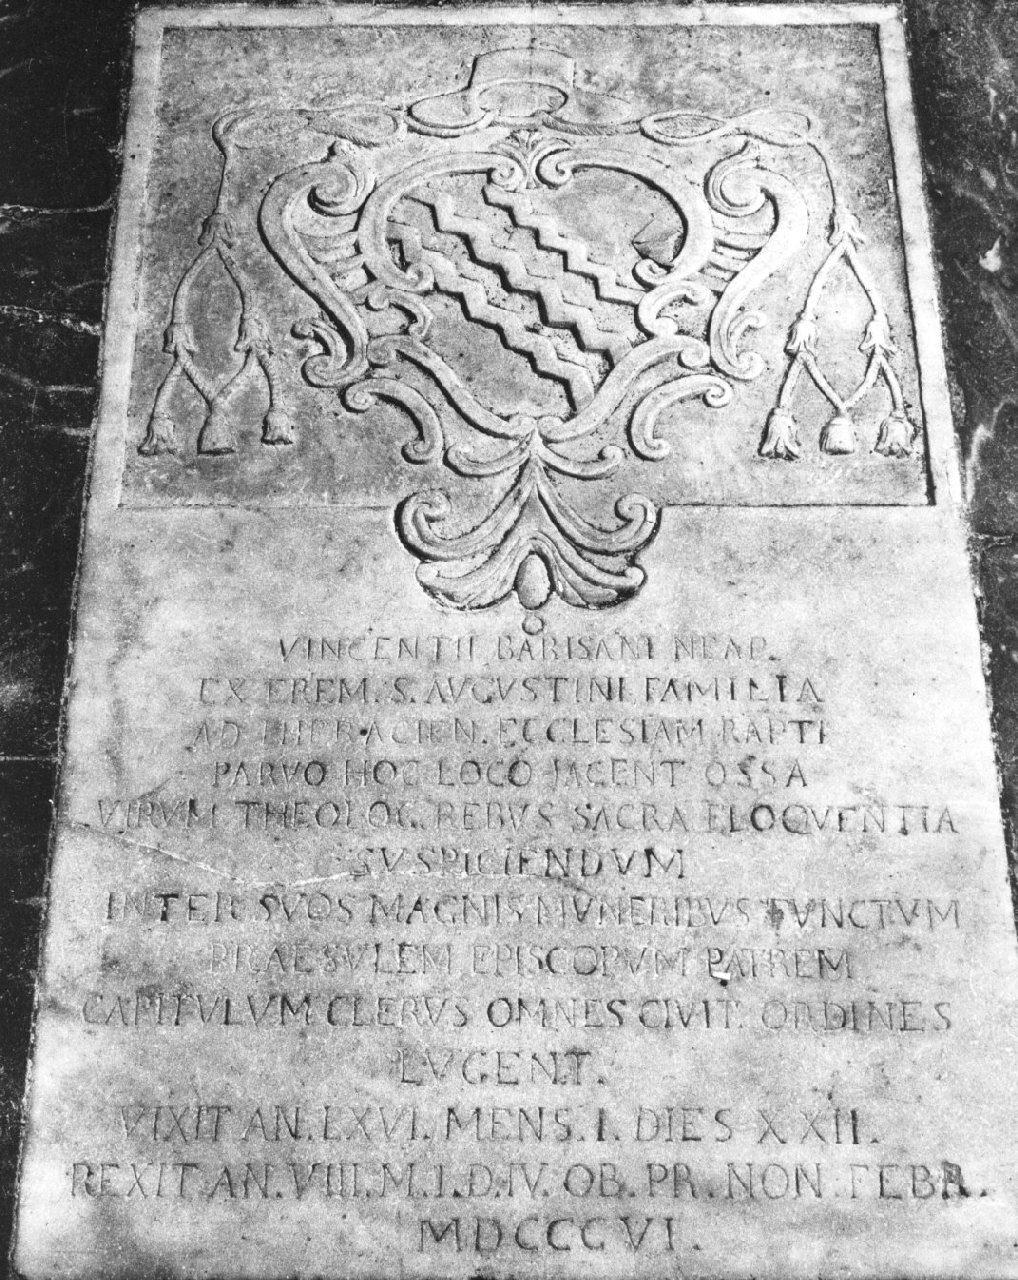 VINCENTII BARISANI NEAP.
EX EREM. S. AVGVSTINI FAMILIA
AD THERACIEN. ECCLESIAM RAPTI
PARVO HOC LOCO JACENT OSSA
VIRVM THEOLOG. REBVS SACRA ELOQVENTIA
SVSPICIENDVM
INTER SVOS MAGNIS MVNERIBVS FVNCTVM
PRAESVLEM EPISCOPVM PATREM
CAPITVLVM CLERVS OMNES CIVIT. ORDINES
LVGENT.
VIXIT AN. LXVI. MENS. I. DIES XXII.
REXIT AN. VIII. M. I. D. IV. OB. PR. NON. FEBR.
MDCCCVI.